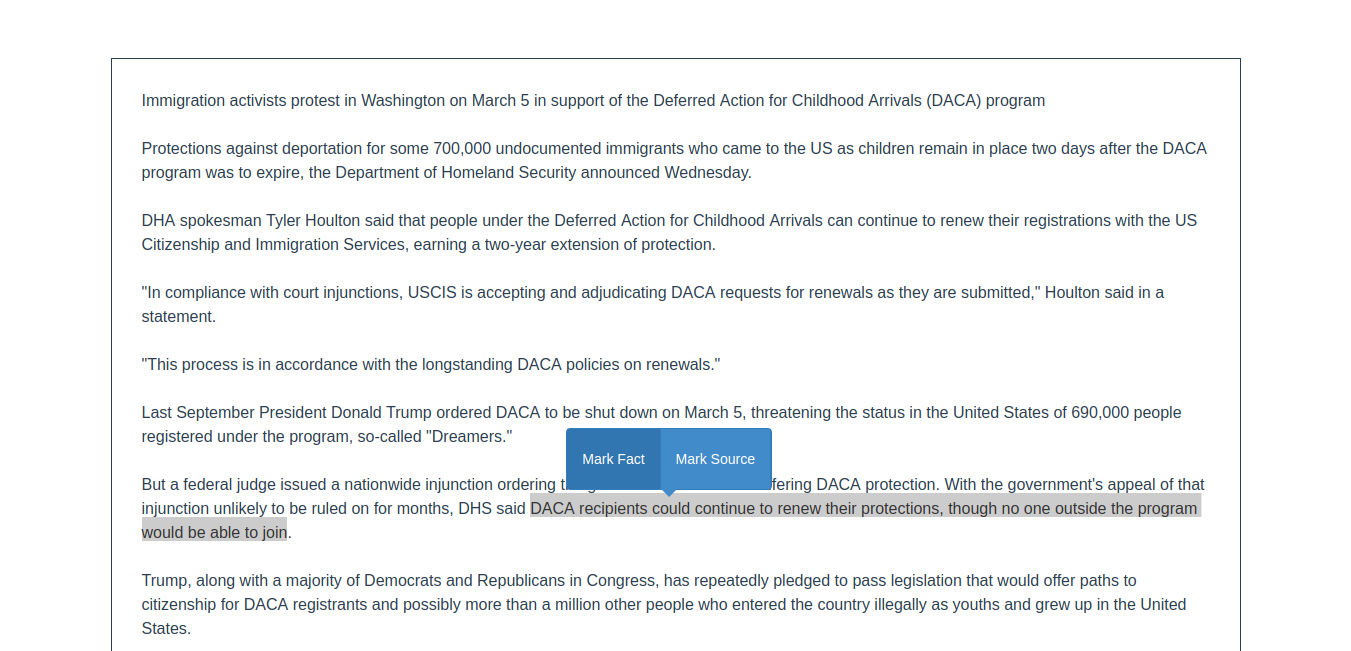 Immigration activists protest in Washington on March 5 in support of the Deferred Action for Childhood Arrivals (DACA) program
Protections against deportation for some 700,000 undocumented immigrants who came to the US as children remain in place two days after the DACA
program was to expire, the Department of Homeland Security announced Wednesday.
DHA spokesman Tyler Houlton said that people under the Deferred Action for Childhood Arrivals can continue to renew their registrations with the US
Citizenship and Immigration Services, earning a two-year extension of protection.
"In compliance with court injunctions, USCIS is accepting and adjudicating DACA requests for renewals as they are submitted," Houlton said in a
statement.
"This process is in accordance with the longstanding DACA policies on renewals."
Last September President Donald Trump ordered DACA to be shut down on March 5, threatening the status in the United States of 690,000 people
registered under the program, so-called "Dreamers."
Mark Fact Mark Source
But a federal judge issued a nationwide injunction ordering DACA protection. With the government's appeal of that
injunction unlikely to be ruled on for months, DHS said DACA recipients could continue to renew their protections, though no one outside the program
would be able to join.
Trump, along with a majority of Democrats and Republicans in Congress, has repeatedly pledged to pass legislation that would offer paths to
citizenship for DACA registrants and possibly more than a million other people who entered the country illegally as youths and grew up in the United
States.